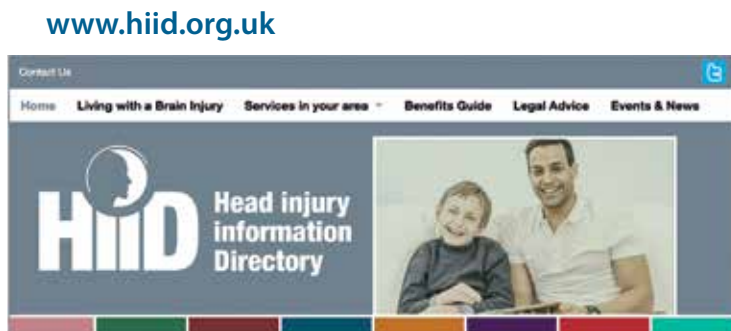 www.hiid.org.uk
Contact Us
Home Living with a Brain Injury Services in your area Benefits Guide Legal Advice Events & News
HiiD
Head injury
information
Directory